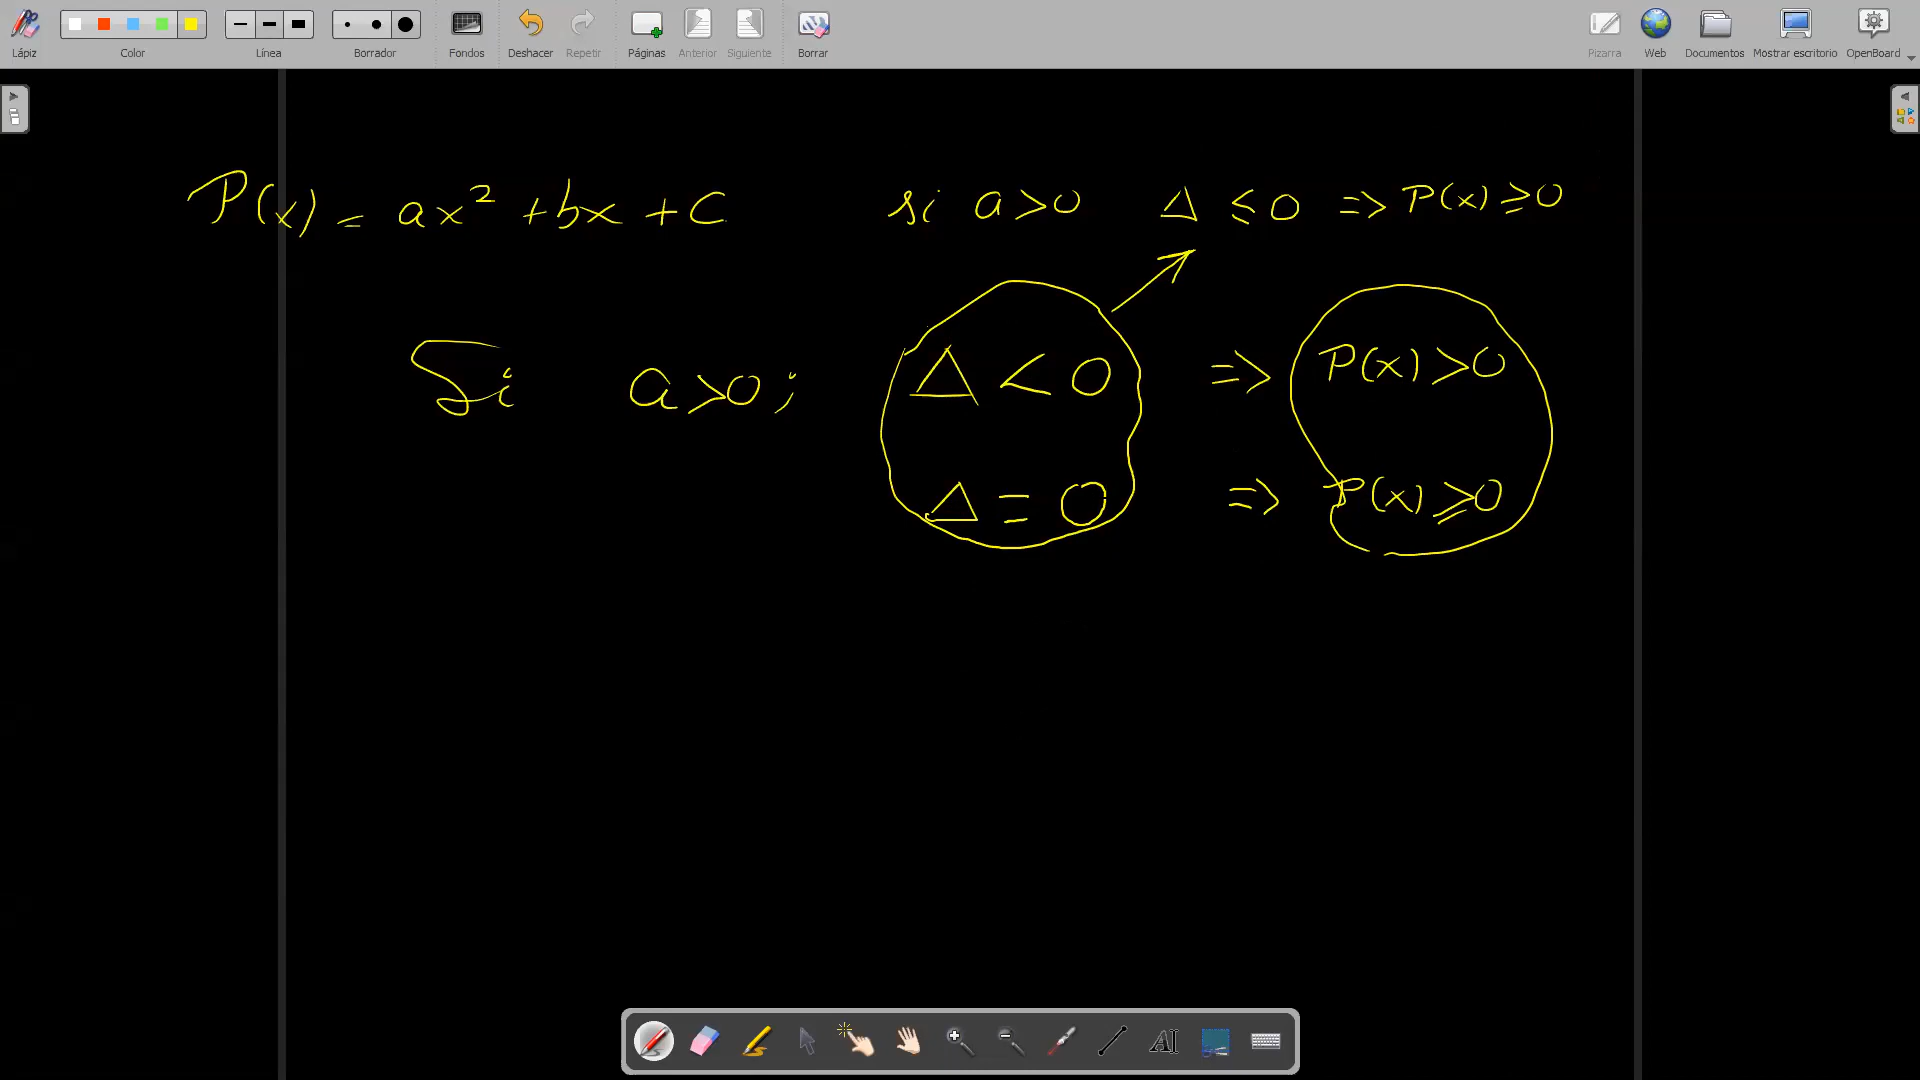 Lápiz Color Línea Borrador Fondos Deshacer Repetir Páginas Anterior Siguiente Borrar Pizarra Web Documentos Mostrar escritorio OpenBoard
P(x) = ax² + bx + c si a>0 Δ ≤ 0 => P(x) ≥ 0
Si a>0; Δ < 0 => P(x) > 0
Δ = 0 => P(x) ≥ 0